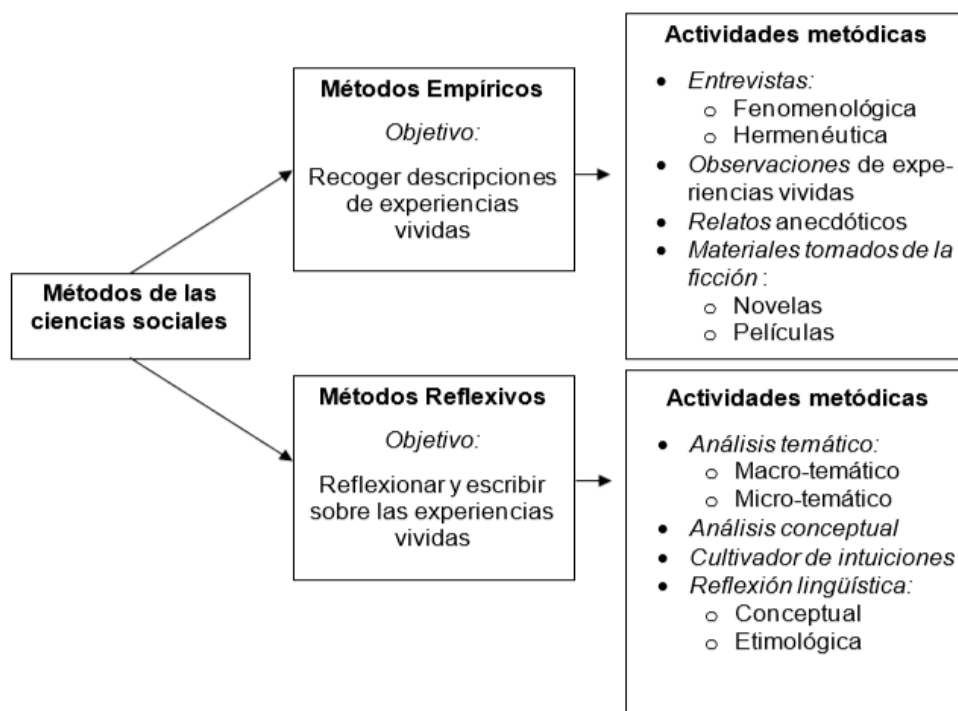 Métodos de las
ciencias sociales
Métodos Empíricos
Objetivo:
Recoger descripciones
de experiencias
vividas
Actividades metódicas
• Entrevistas:
o Fenomenológica
o Hermenéutica
• Observaciones de expe-
riencias vividas
• Relatos anecdóticos
• Materiales tomados de la
ficción :
o Novelas
o Películas
Métodos Reflexivos
Objetivo:
Reflexionar y escribir
sobre las experiencias
vividas
Actividades metódicas
• Análisis temático:
o Macro-temático
o Micro-temático
• Análisis conceptual
• Cultivador de intuiciones
• Reflexión lingüística:
o Conceptual
o Etimológica